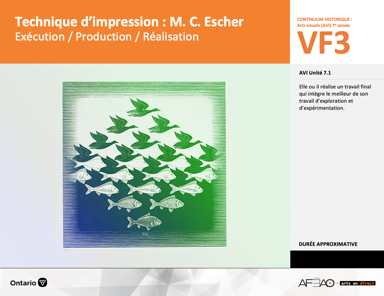 Technique d’impression : M. C. Escher
Exécution / Production / Réalisation
CONTINUUM HISTORIQUE :
Arts visuels (AVI) 7e année
VF3
AVI Unité 7.1
Elle ou il réalise un travail final
qui intègre le meilleur de son
travail d’exploration et
d’expérimentation.
DURÉE APPROXIMATIVE
Ontario
AFÉAO
arts en direct